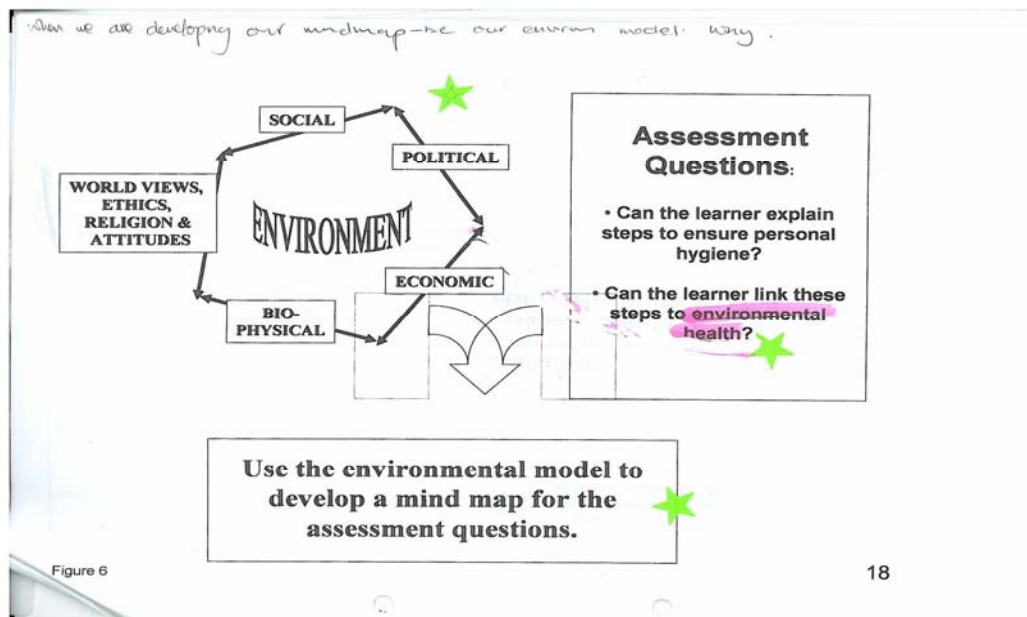 when we are developing our mindmap-use our environ model. Why.
SOCIAL
POLITICAL
WORLD VIEWS,
ETHICS,
RELIGION &
ATTITUDES
ENVIRONMENT
ECONOMIC
BIO-
PHYSICAL
Assessment
Questions:
• Can the learner explain
steps to ensure personal
hygiene?
• Can the learner link these
steps to environmental
health?
Use the environmental model to
develop a mind map for the
assessment questions.
Figure 6
18